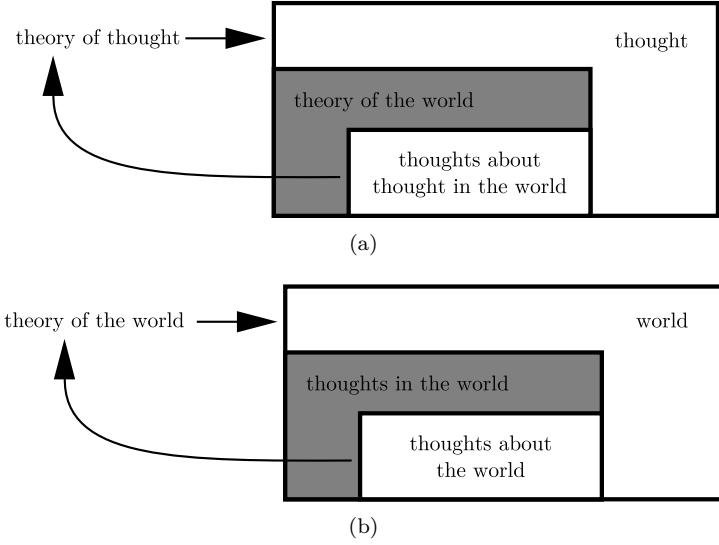 theory of thought
thought
theory of the world
thoughts about
thought in the world
(a)
theory of the world
world
thoughts in the world
thoughts about
the world
(b)